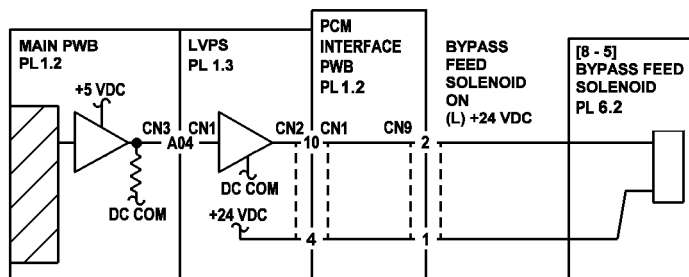 MAIN PWB
PL 1.2
+5 VDC
CN3
A04
DC COM
LVPS
PL 1.3
CN1
CN2
DC COM
+24 VDC
PCM
INTERFACE
PWB
PL 1.2
10
CN1
CN9
4
2
1
BYPASS
FEED
SOLENOID
ON
(L) +24 VDC
[8 - 5]
BYPASS FEED
SOLENOID
PL 6.2